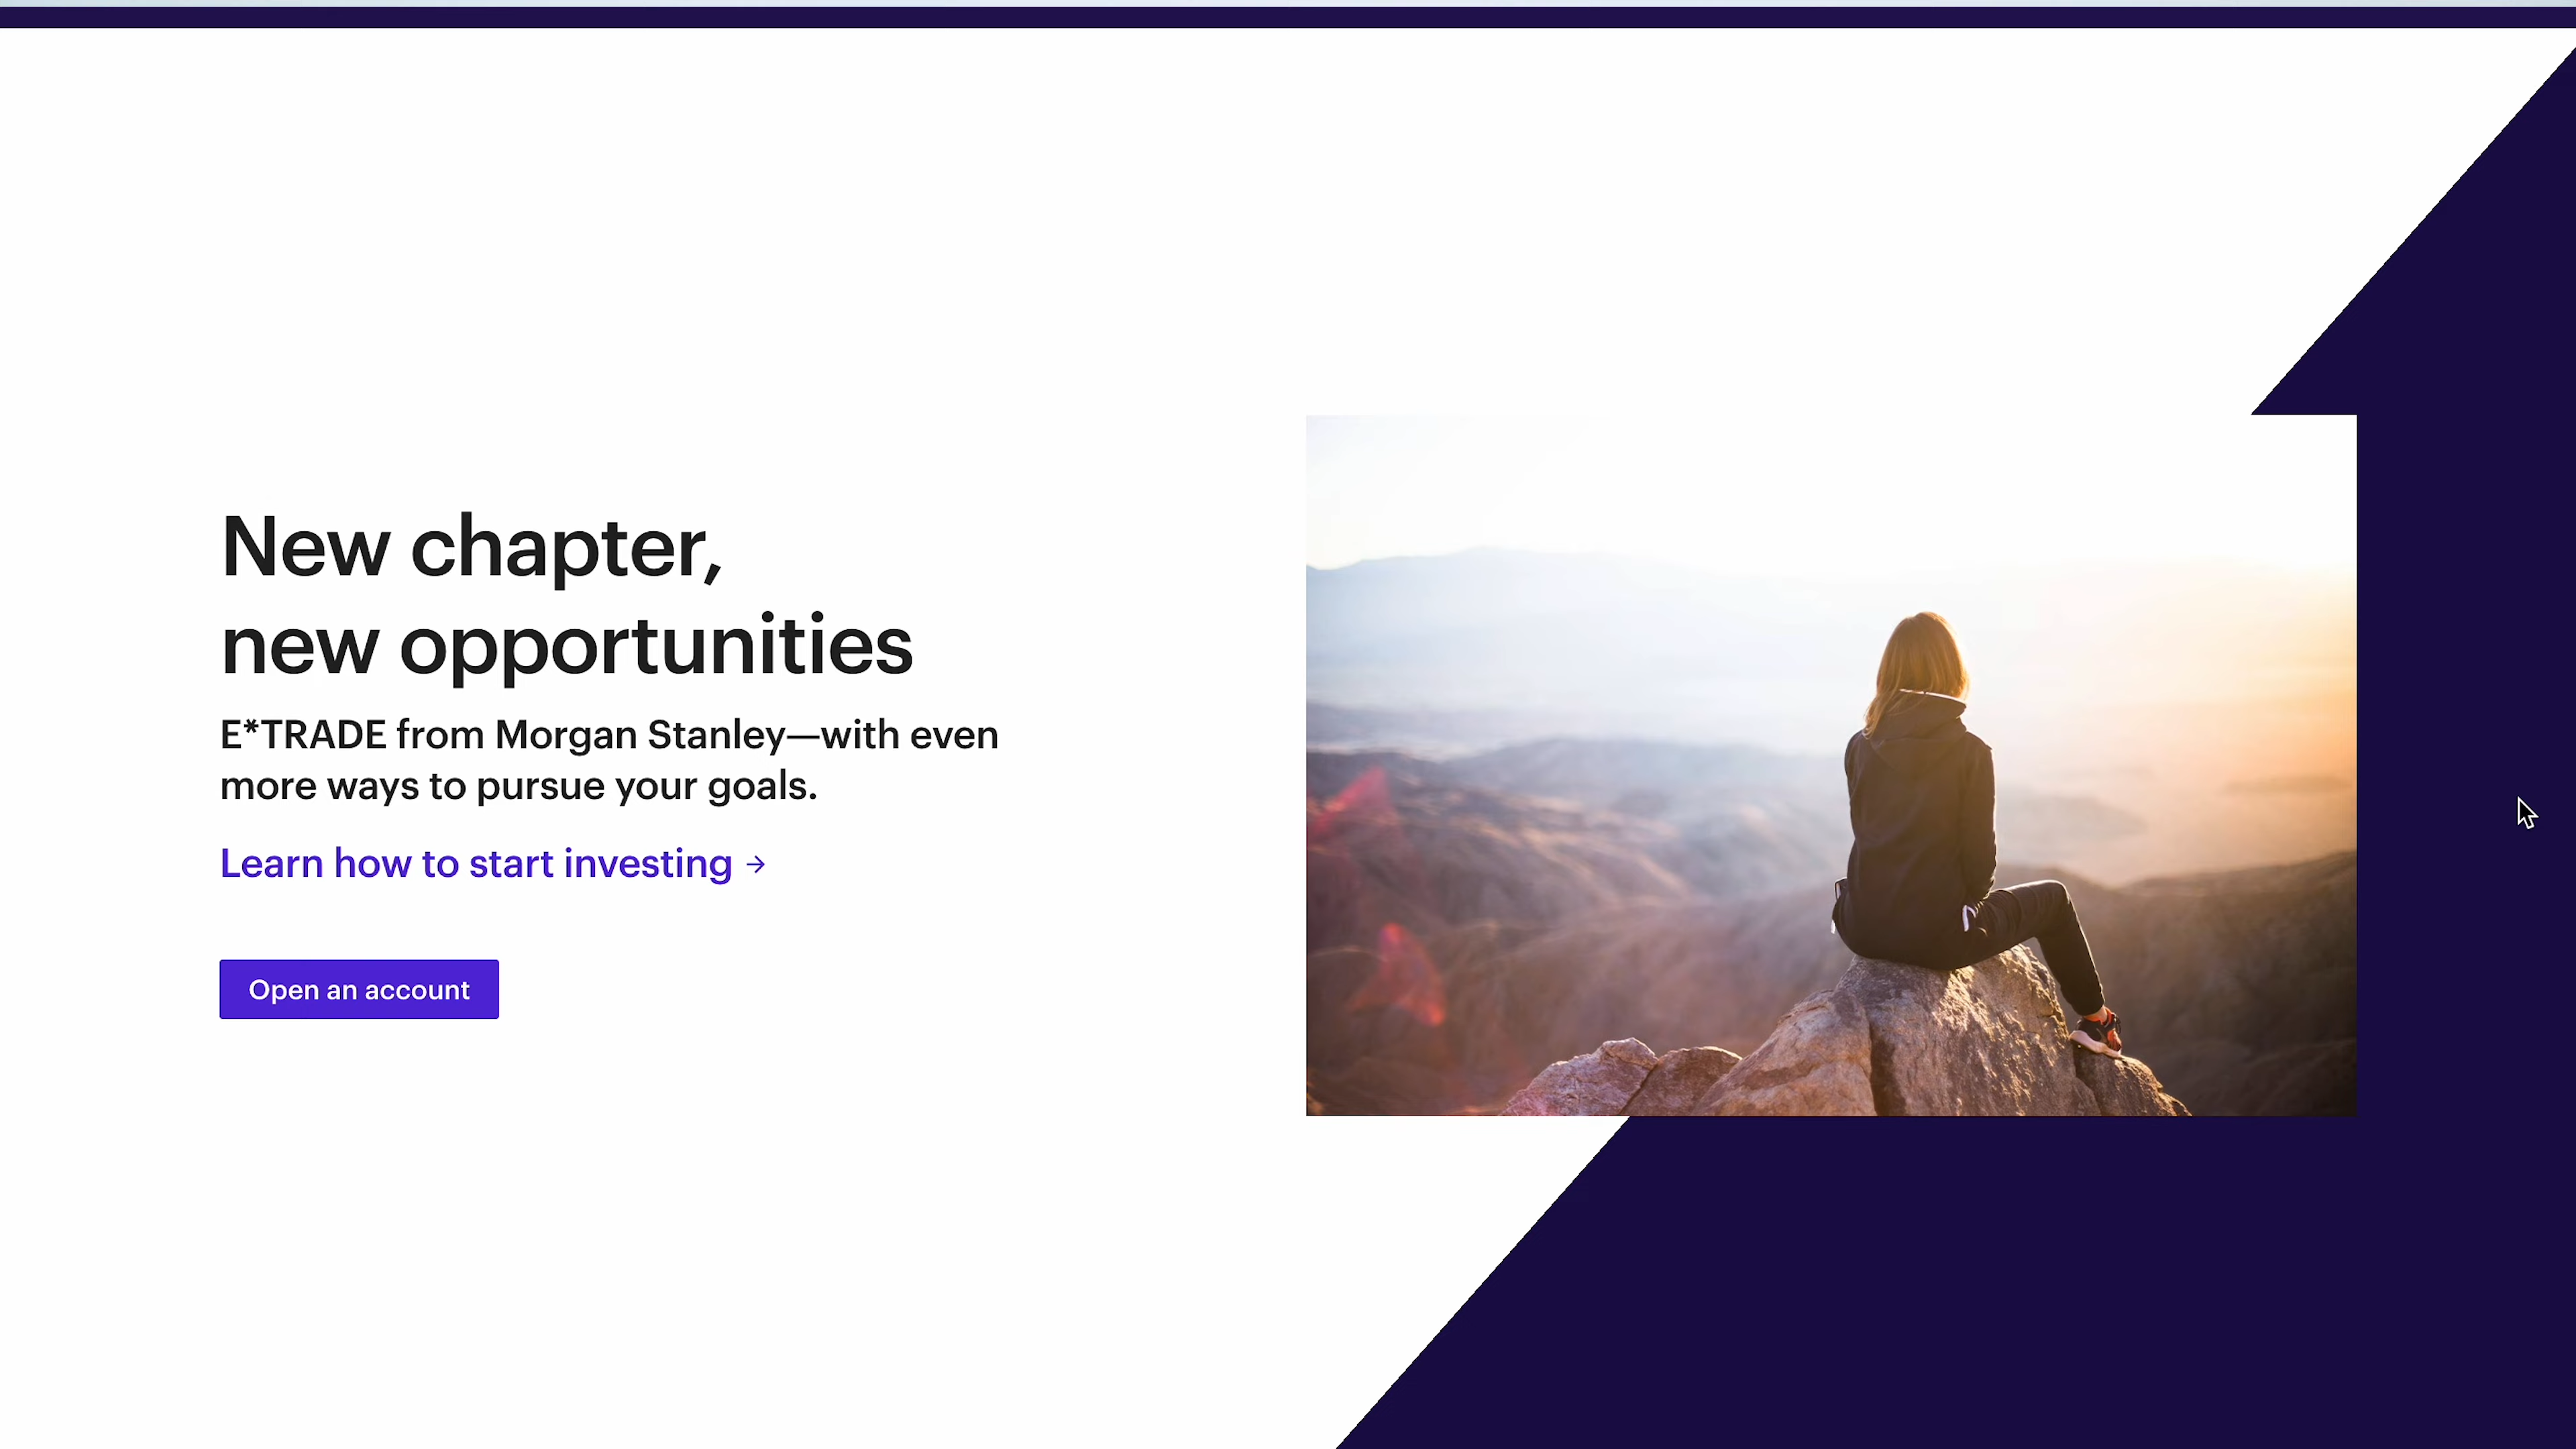 New chapter,
new opportunities
E*TRADE from Morgan Stanley—with even
more ways to pursue your goals.
Learn how to start investing →
Open an account